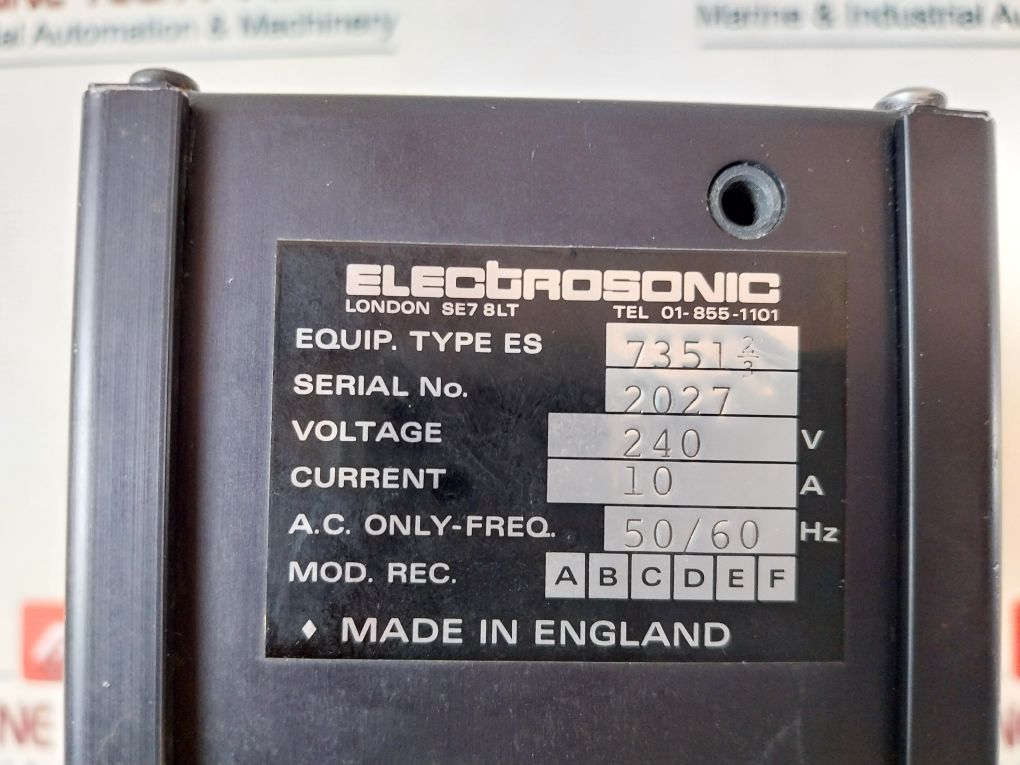 al Automation & Machinery
Marine & Industrial
ELECTROSONIC
LONDON SE7 8LT TEL 01-855-1101
EQUIP. TYPE ES 7351 2/3
SERIAL No. 2027
VOLTAGE 240 V
CURRENT 10 A
A.C. ONLY-FREQ. 50/60 Hz
MOD. REC. A B C D E F
♦ MADE IN ENGLAND